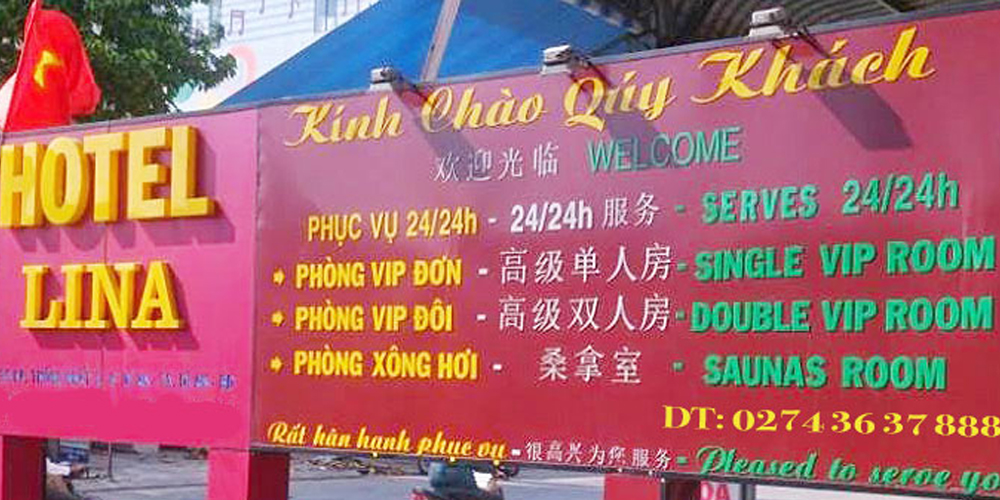 HOTEL
LINA
Kính Chào Qúy Khách
欢迎光临 WELCOME
PHỤC VỤ 24/24h - 24/24h 服务 - SERVES 24/24h
PHÒNG VIP ĐƠN - 高级单人房 - SINGLE VIP ROOM
PHÒNG VIP ĐÔI - 高级双人房 - DOUBLE VIP ROOM
PHÒNG XÔNG HƠI - 桑拿室 - SAUNAS ROOM
DT: 0274 36 37 888
Rất hân hạnh phục vụ - 很高兴为您服务 - Pleased to serve yo